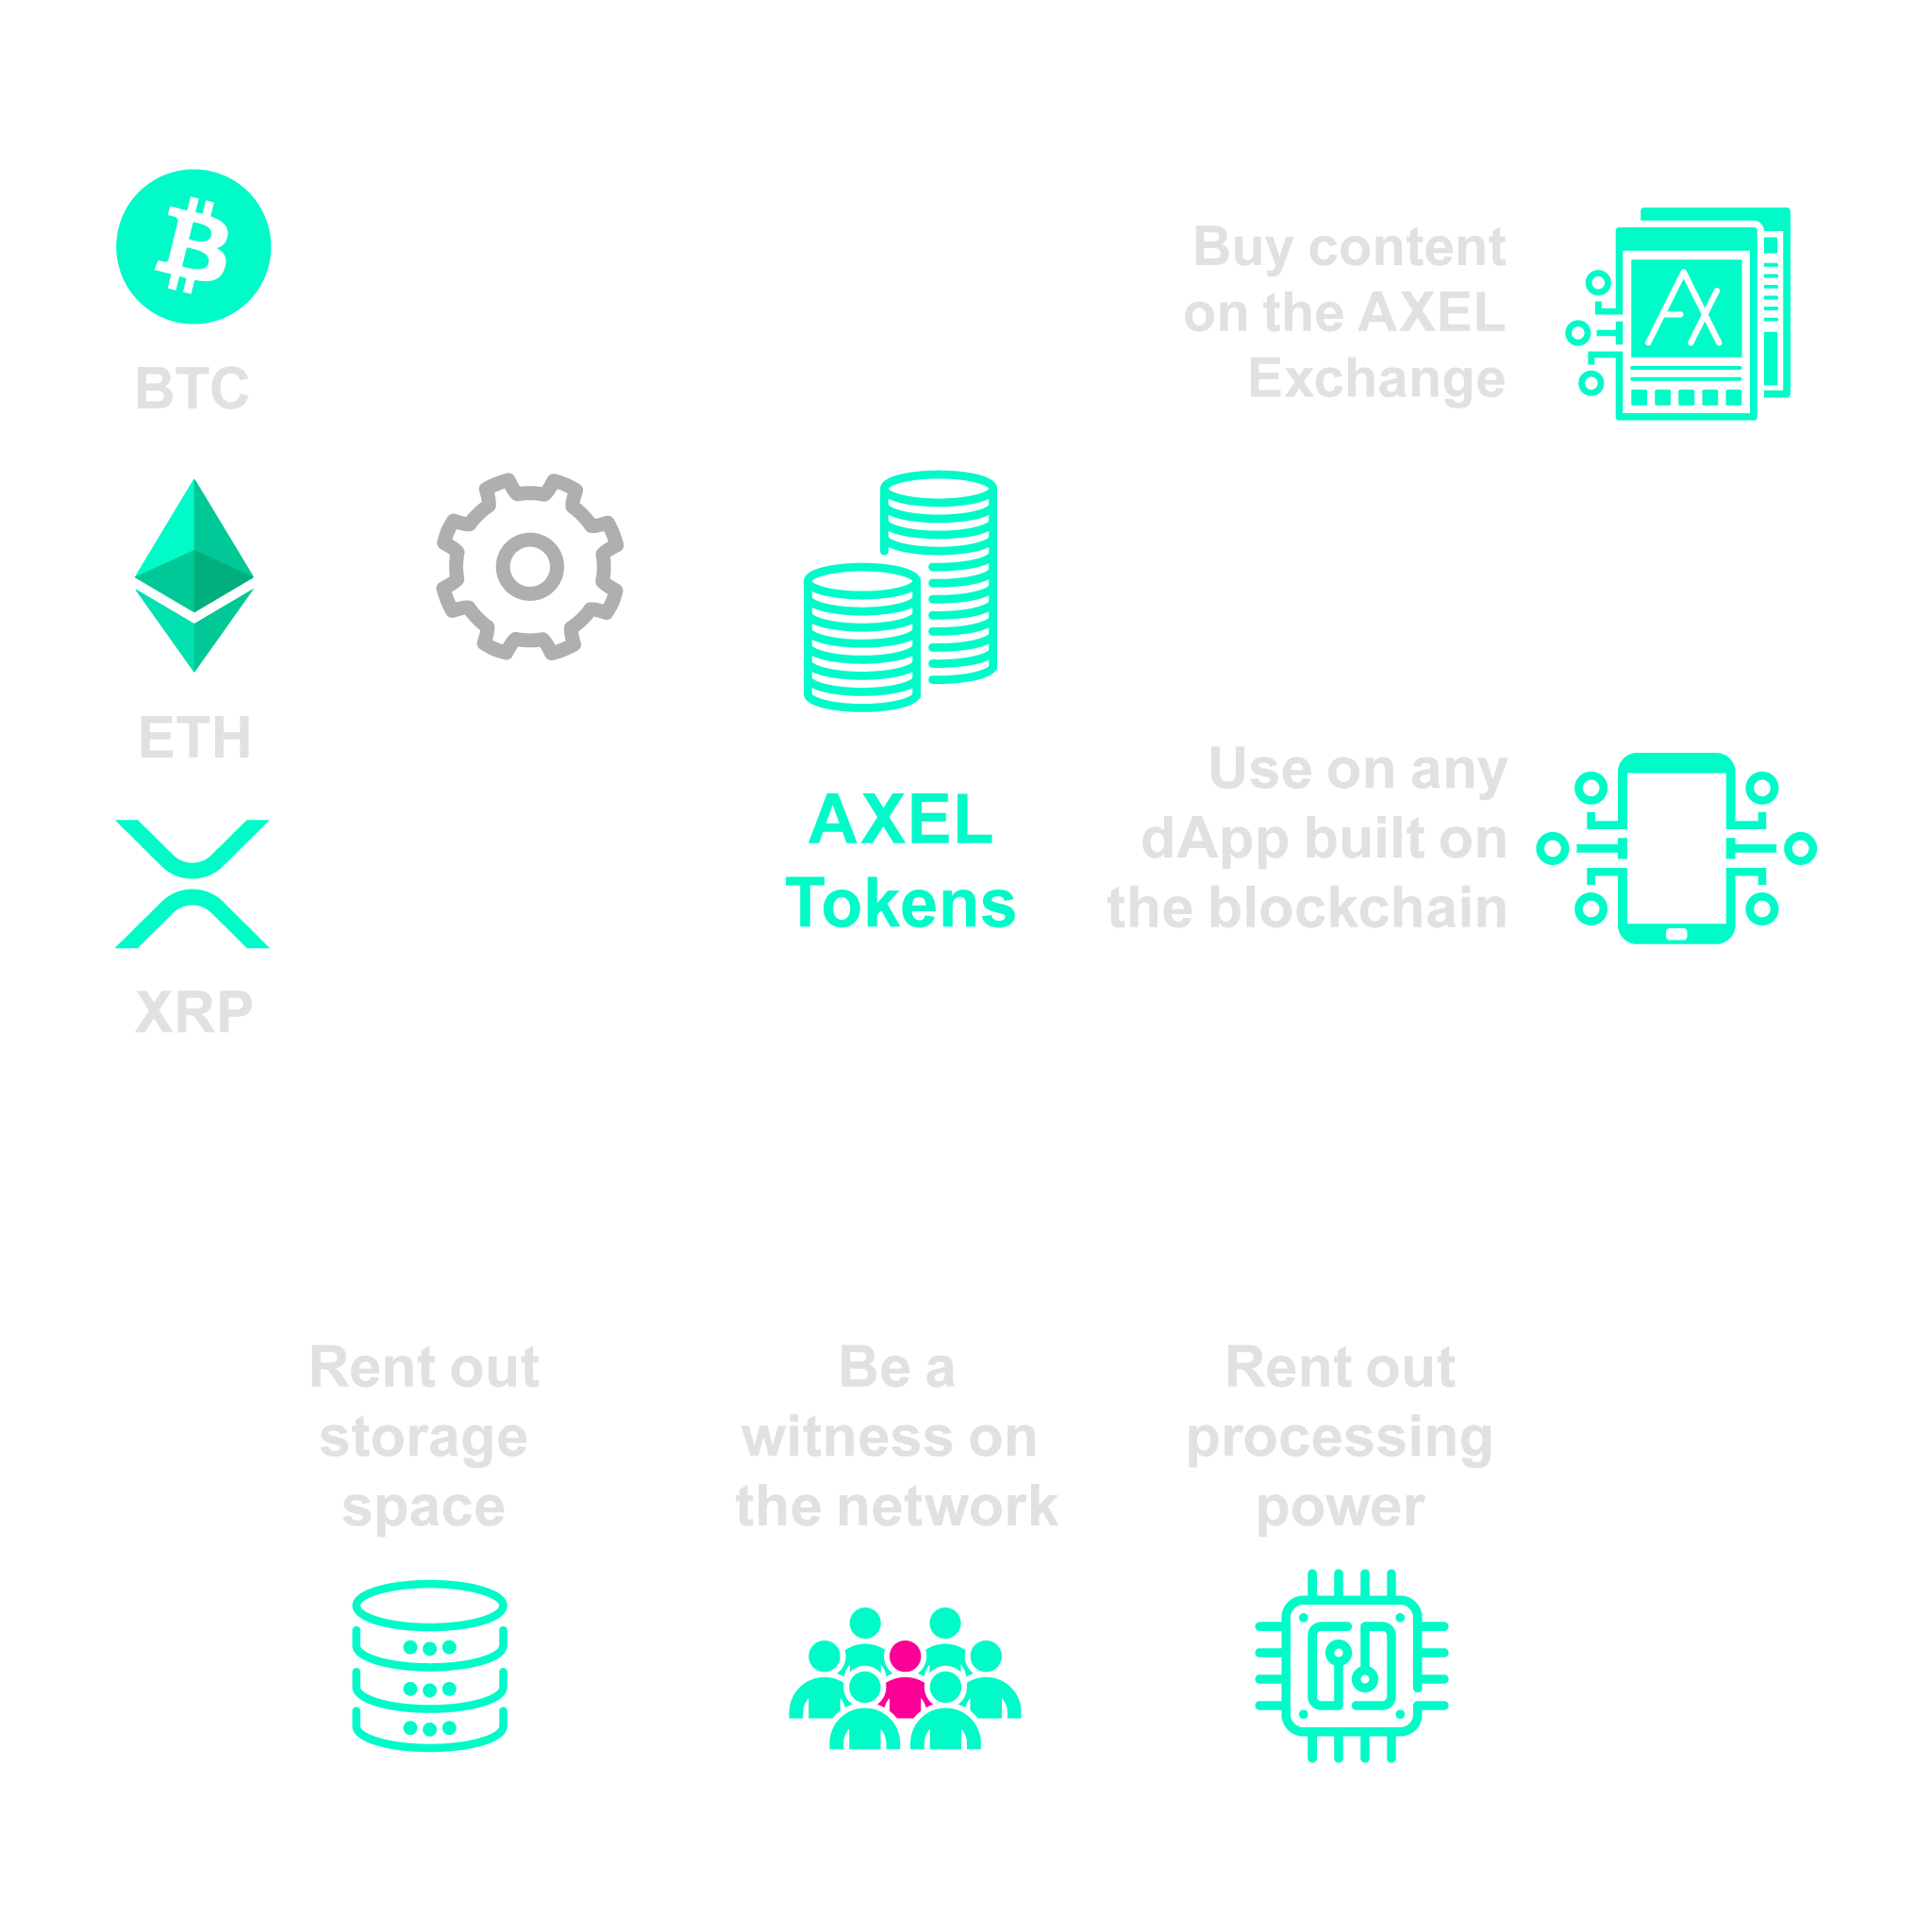 BTC
ETH
XRP
AXEL
Tokens
Buy content
on the AXEL
Exchange
Use on any
dApp built on
the blockchain
Rent out
storage
space
Be a
witness on
the network
Rent out
processing
power